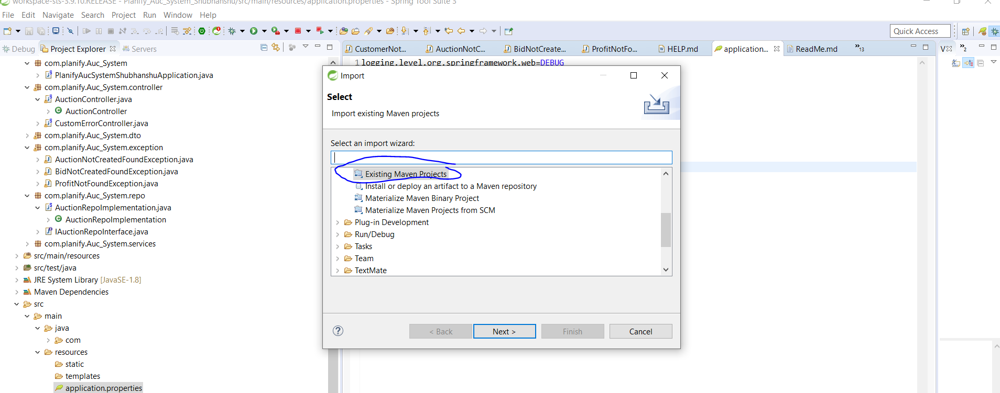 workspace-sts-3.9.10.RELEASE - Planify_Auc_System_Shubhanshu/src/main/resources/application.properties - Spring Tool Suite 3
File Edit Navigate Search Project Run Window Help
Quick Access
Debug Project Explorer Servers
CustomerNot... AuctionNotC... BidNotCreate... ProfitNotFo... HELP.md application... ReadMe.md »13 V »2
com.planify.Auc_System
PlanifyAucSystemShubhanshuApplication.java
com.planify.Auc_System.controller
AuctionController.java
AuctionController
CustomErrorController.java
com.planify.Auc_System.dto
com.planify.Auc_System.exception
AuctionNotCreatedFoundException.java
BidNotCreatedFoundException.java
ProfitNotFoundException.java
com.planify.Auc_System.repo
AuctionRepoImplementation.java
AuctionRepoImplementation
IAuctionRepoInterface.java
com.planify.Auc_System.services
src/main/resources
src/test/java
JRE System Library [JavaSE-1.8]
Maven Dependencies
src
main
java
com
resources
static
templates
application.properties
1 logging.level.org.springframework.web=DEBUG
Import
Select
Import existing Maven projects
Select an import wizard:
Existing Maven Projects
Install or deploy an artifact to a Maven repository
Materialize Maven Binary Project
Materialize Maven Projects from SCM
Plug-in Development
Run/Debug
Tasks
Team
TextMate
? < Back Next > Finish Cancel